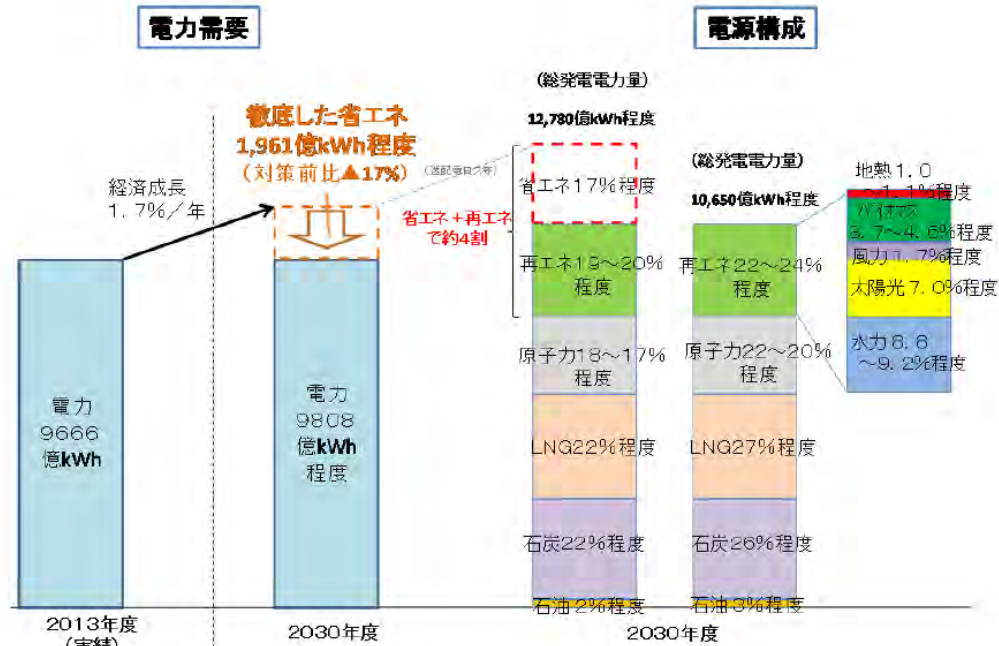 電力需要
電源構成
徹底した省エネ
1,961億kWh程度
(対策前比▲17%)
経済成長
1.7%/年
電力
9666
億kWh
電力
9808
億kWh
程度
2013年度
(実績)
2030年度
(総発電電力量)
12,780億kWh程度
(送配電ロス等)
省エネ17%程度
省エネ+再エネ
で約4割
再エネ19~20%
程度
原子力18~17%
程度
LNG22%程度
石炭22%程度
石油2%程度
(総発電電力量)
10,650億kWh程度
再エネ22~24%
程度
原子力22~20%
程度
LNG27%程度
石炭26%程度
石油3%程度
2030年度
地熱1.0
~1.1%程度
バイオマス
3.7~4.6%程度
風力1.7%程度
太陽光7.0%程度
水力8.8
~9.2%程度